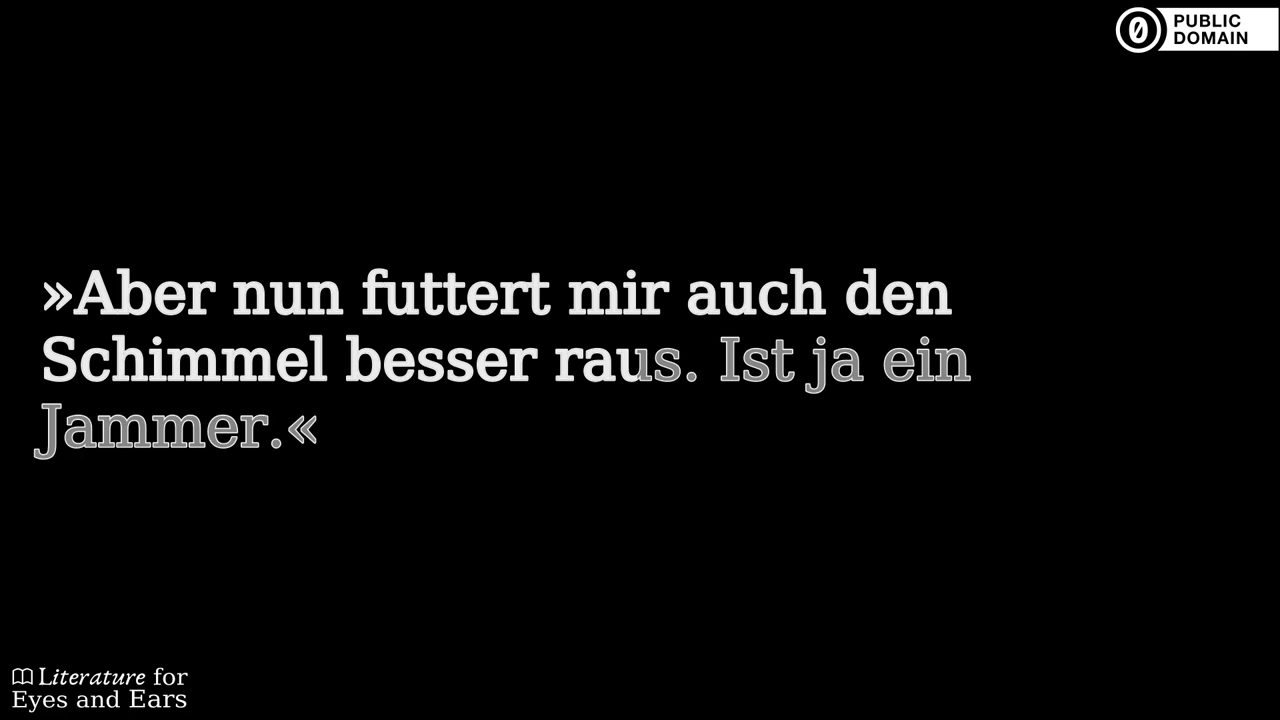 PUBLIC
DOMAIN
»Aber nun futtert mir auch den
Schimmel besser raus. Ist ja ein
Jammer.«
Literature for
Eyes and Ears